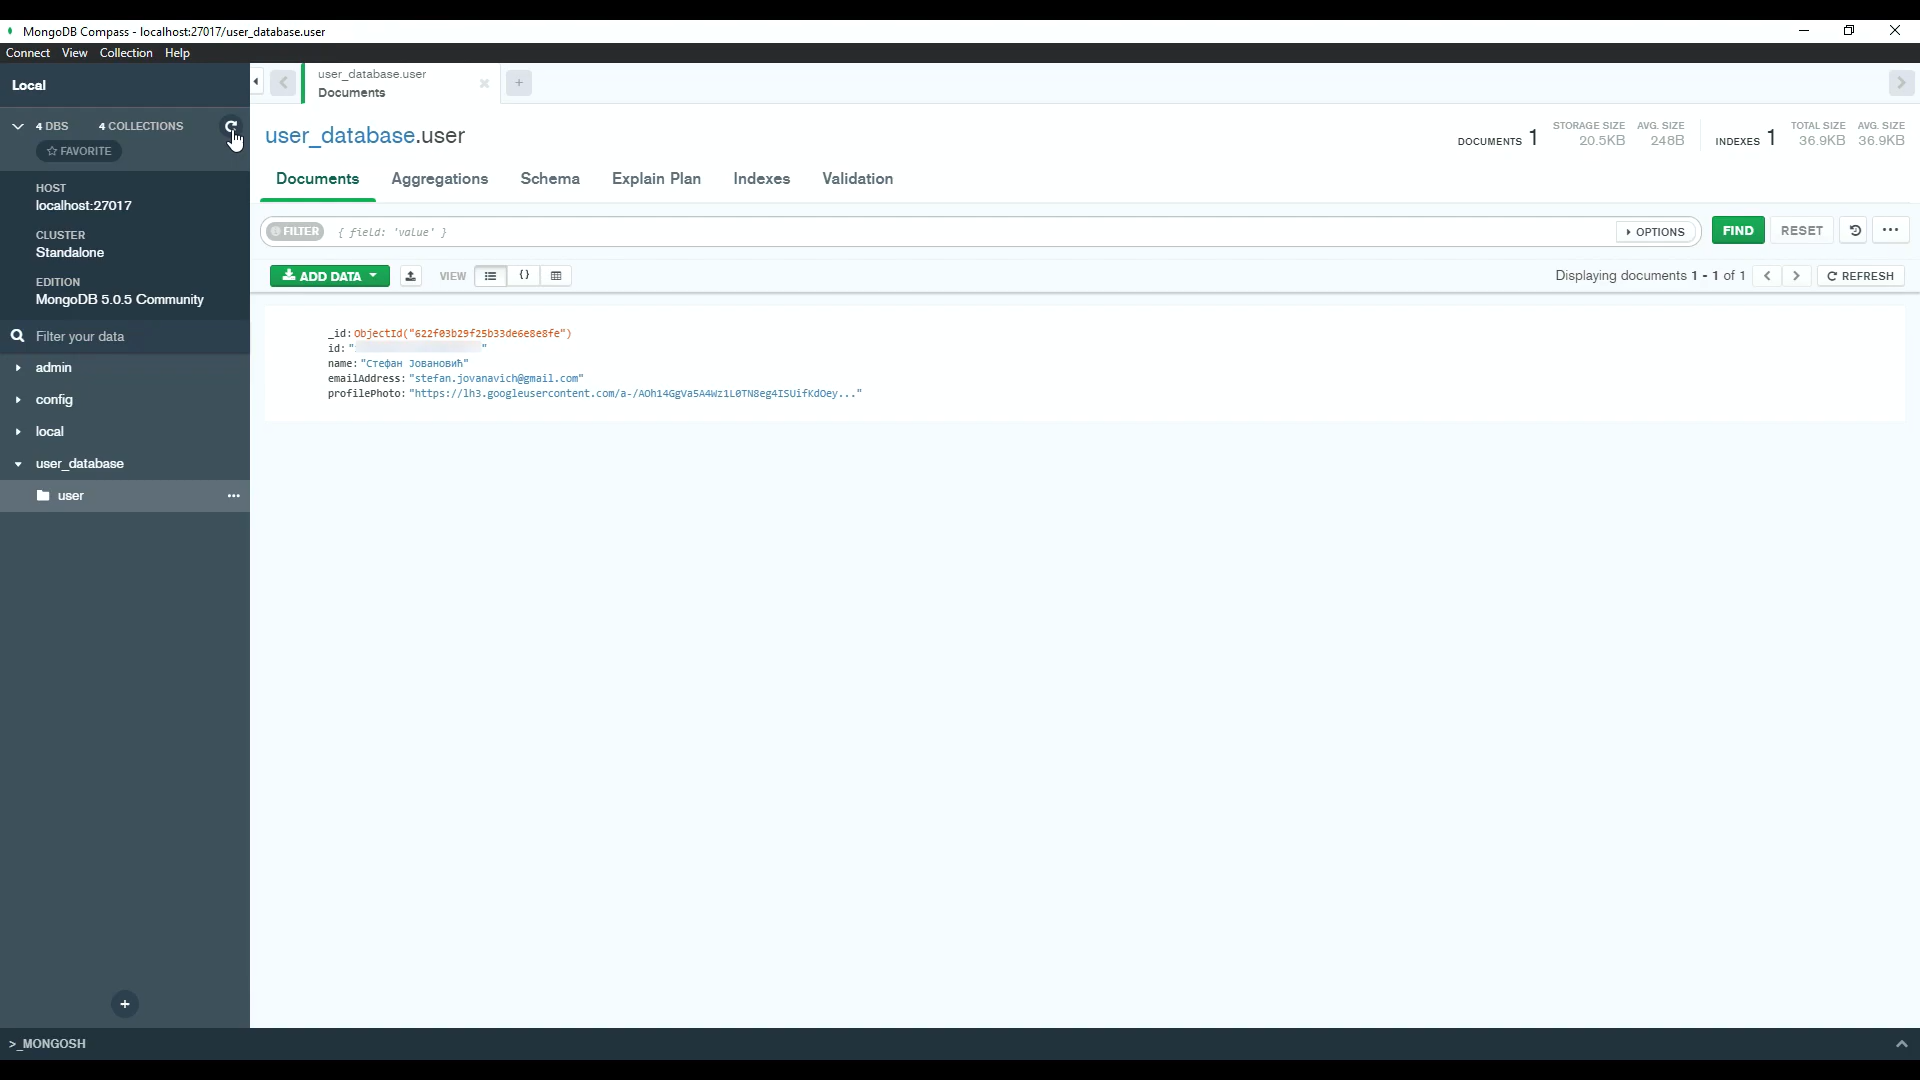 MongoDB Compass - localhost:27017/user_database.user
Connect View Collection Help
Local
user_database.user
Documents
4 DBS 4 COLLECTIONS
FAVORITE
HOST
localhost:27017
CLUSTER
Standalone
EDITION
MongoDB 5.0.5 Community
Filter your data
admin
config
local
user_database
user
>_MONGOSH
user_database.user
DOCUMENTS 1 STORAGE SIZE 20.5KB AVG. SIZE 248B INDEXES 1 TOTAL SIZE 36.9KB AVG. SIZE 36.9KB
Documents Aggregations Schema Explain Plan Indexes Validation
FILTER { field: 'value' } OPTIONS FIND RESET
ADD DATA VIEW {} Displaying documents 1 - 1 of 1 REFRESH
_id: ObjectId("622f03b29f25b33de6e8e8fe")
id: " "
name: "Стефан Јовановић"
emailAddress: "stefan.jovanavich@gmail.com"
profilePhoto: "https://lh3.googleusercontent.com/a-/AOh14GgVa5A4Wz1L0TN8eg4ISUifKdOey..."